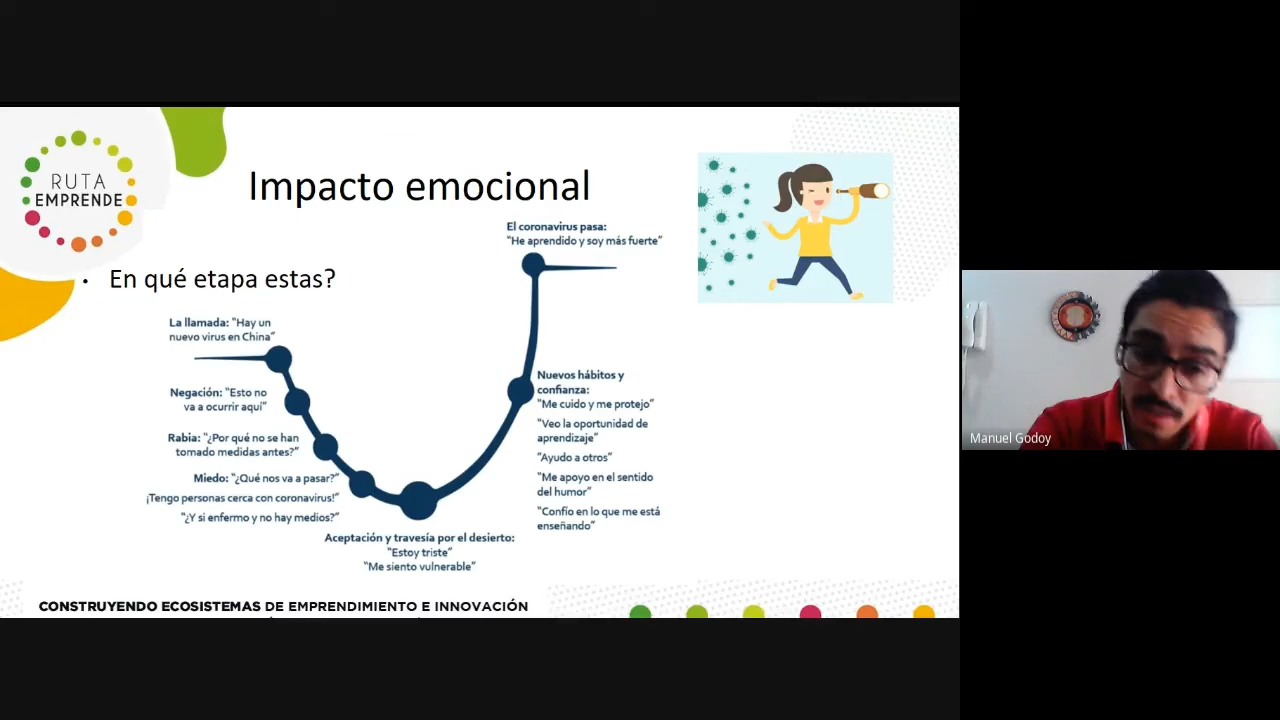 RUTA
EMPRENDE
Impacto emocional
• En qué etapa estas?
El coronavirus pasa:
“He aprendido y soy más fuerte”
La llamada: “Hay un
nuevo virus en China”
Negación: “Esto no
va a ocurrir aquí”
Rabia: “¿Por qué no se han
tomado medidas antes?”
Miedo: “¿Qué nos va a pasar?”
¡Tengo personas cerca con coronavirus!”
“¿Y si enfermo y no hay medios?”
Aceptación y travesía por el desierto:
“Estoy triste”
“Me siento vulnerable”
Nuevos hábitos y
confianza:
“Me cuido y me protejo”
“Veo la oportunidad de
aprendizaje”
“Ayudo a otros”
“Me apoyo en el sentido
del humor”
“Confío en lo que me está
enseñando”
CONSTRUYENDO ECOSISTEMAS DE EMPRENDIMIENTO E INNOVACIÓN
Manuel Godoy